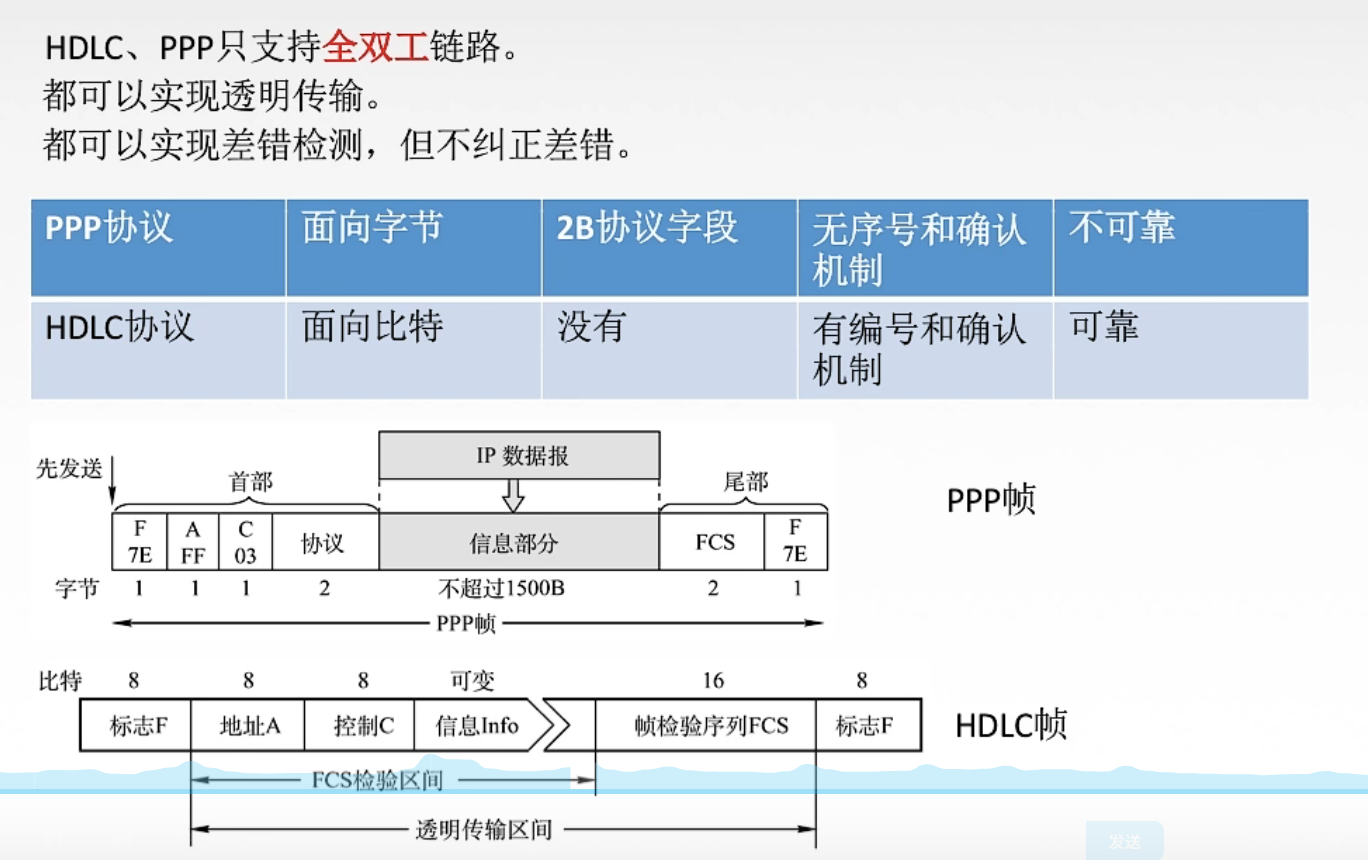 HDLC、PPP只支持全双工链路。
都可以实现透明传输。
都可以实现差错检测，但不纠正差错。
PPP协议 面向字节 2B协议字段 无序号和确认机制 不可靠
HDLC协议 面向比特 没有 有编号和确认机制 可靠
IP 数据报
先发送 首部 尾部
PPP帧
F 7E A FF C 03 协议 信息部分 FCS F 7E
字节 1 1 1 2 不超过1500B 2 1
PPP帧
比特 8 8 8 可变 16 8
标志F 地址A 控制C 信息Info 帧检验序列FCS 标志F
HDLC帧
FCS检验区间
透明传输区间
发送